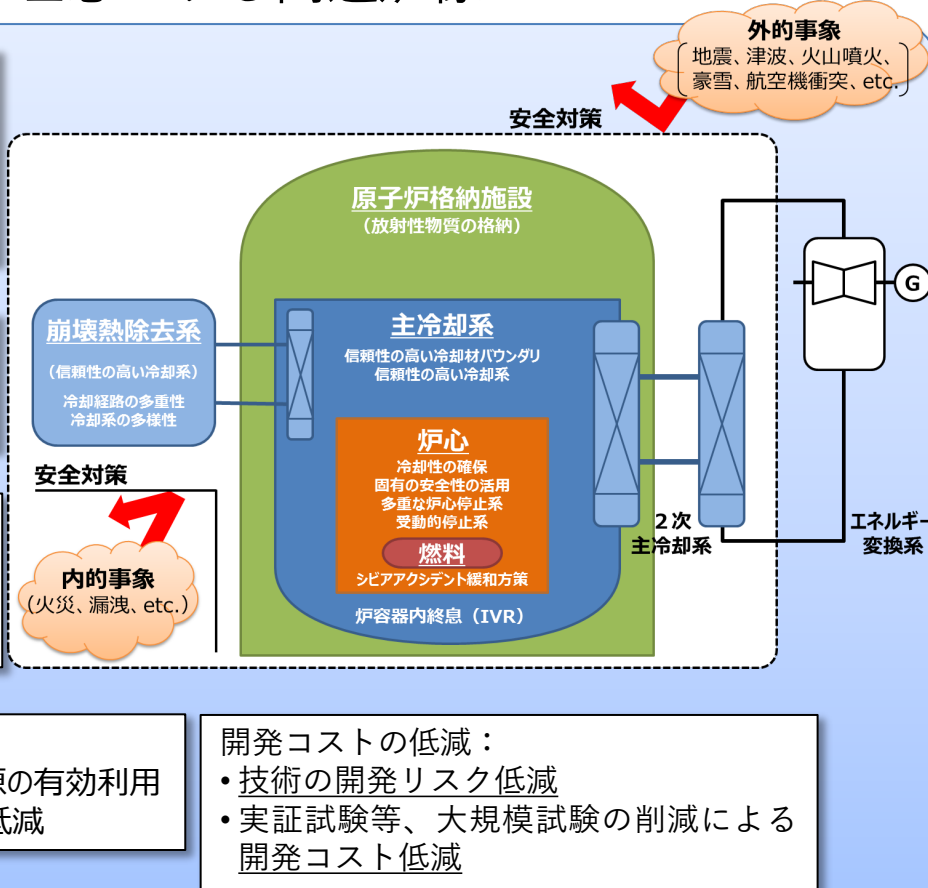 外的事象
地震、津波、火山噴火、
豪雪、航空機衝突、etc.
安全対策
原子炉格納施設
(放射性物質の格納)
G
崩壊熱除去系
(信頼性の高い冷却系)
冷却経路の多重性
冷却系の多様性
主冷却系
信頼性の高い冷却材バウンダリ
信頼性の高い冷却系
炉心
冷却性の確保
固有の安全性の活用
多重な炉心停止系
受動的停止系
燃料
シビアアクシデント緩和方策
炉容器内終息（IVR）
２次
主冷却系
エネルギー
変換系
安全対策
内的事象
(火災、漏洩、etc.)
の有効利用
低減
開発コストの低減：
• 技術の開発リスク低減
• 実証試験等、大規模試験の削減による
開発コスト低減